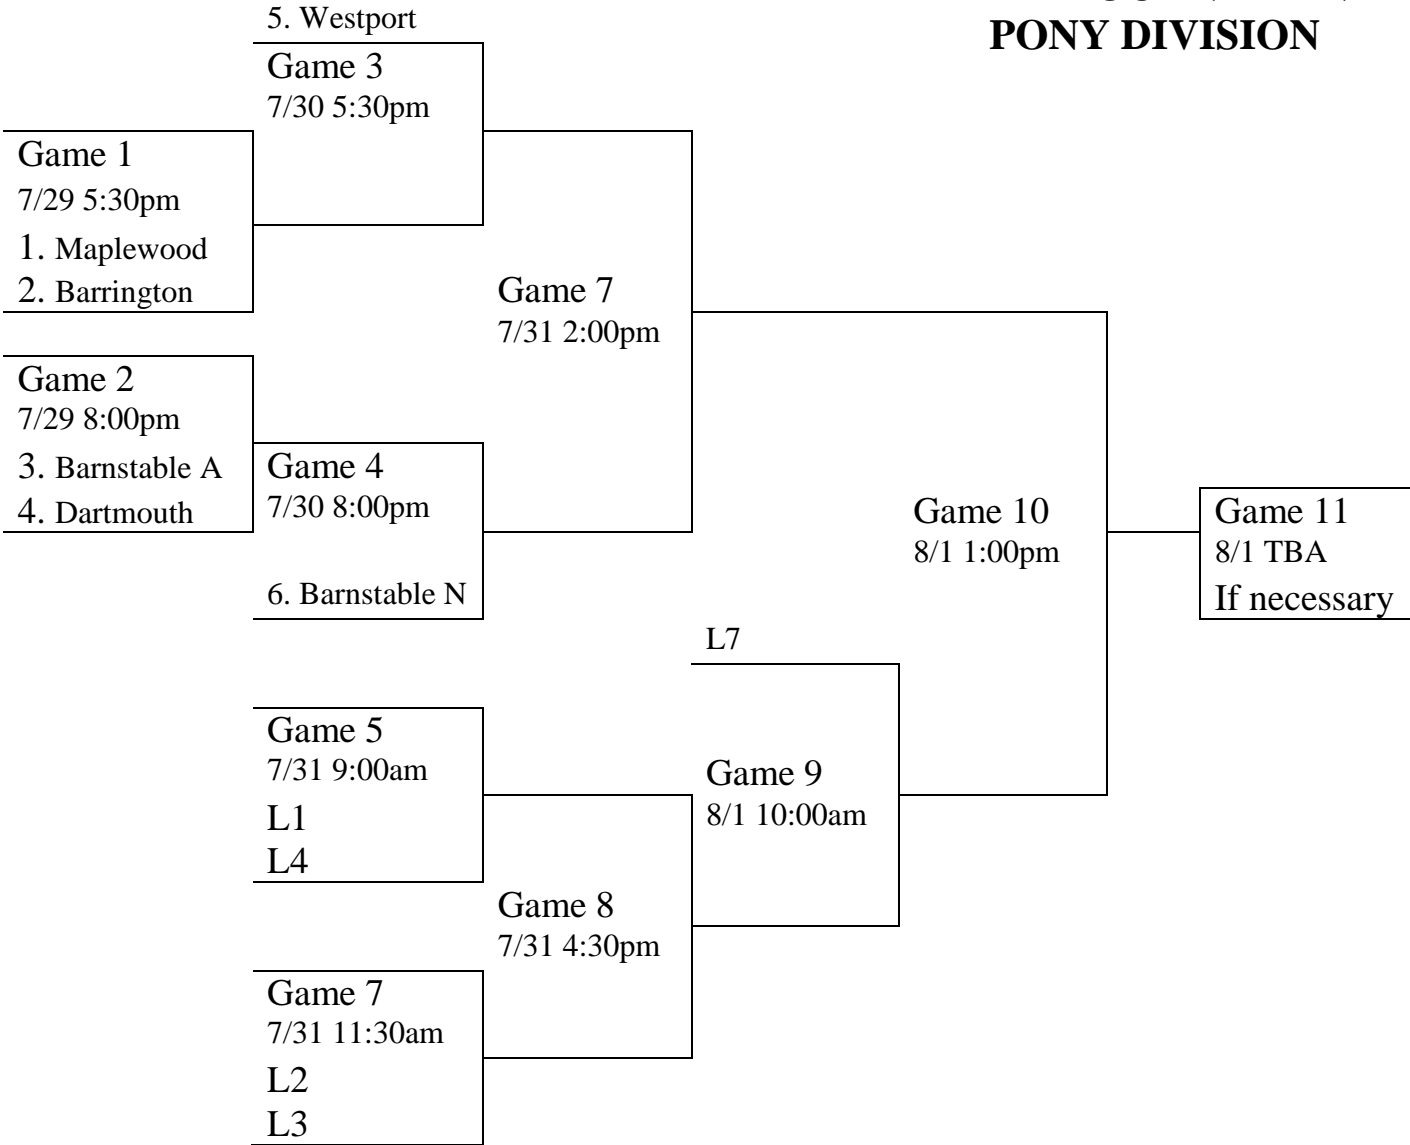 PONY DIVISION
5. Westport
Game 3
7/30 5:30pm
Game 1
7/29 5:30pm
1. Maplewood
2. Barrington
Game 7
7/31 2:00pm
Game 2
7/29 8:00pm
3. Barnstable A
4. Dartmouth
Game 4
7/30 8:00pm
6. Barnstable N
Game 10
8/1 1:00pm
Game 11
8/1 TBA
If necessary
L7
Game 5
7/31 9:00am
L1
L4
Game 9
8/1 10:00am
Game 8
7/31 4:30pm
Game 7
7/31 11:30am
L2
L3